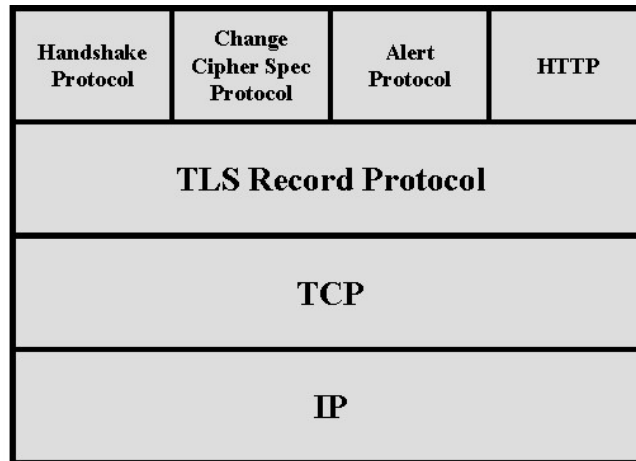 Handshake
Protocol
Change
Cipher Spec
Protocol
Alert
Protocol
HTTP
TLS Record Protocol
TCP
IP